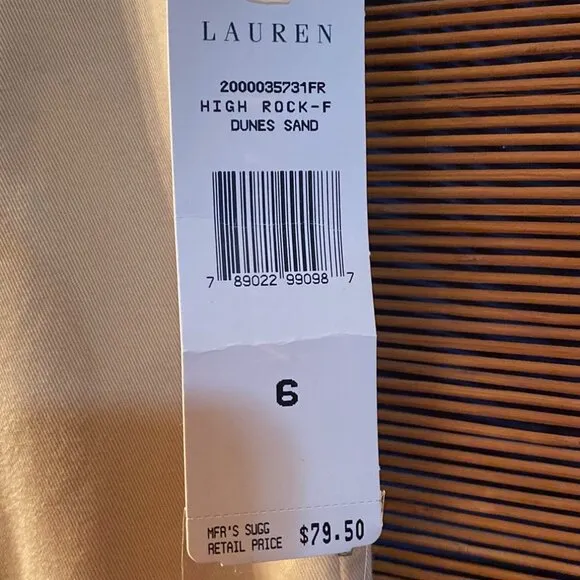 LAUREN
2000035731FR
HIGH ROCK-F
DUNES SAND
7 89022 99098 7
6
MFR'S SUGG
RETAIL PRICE $79.50